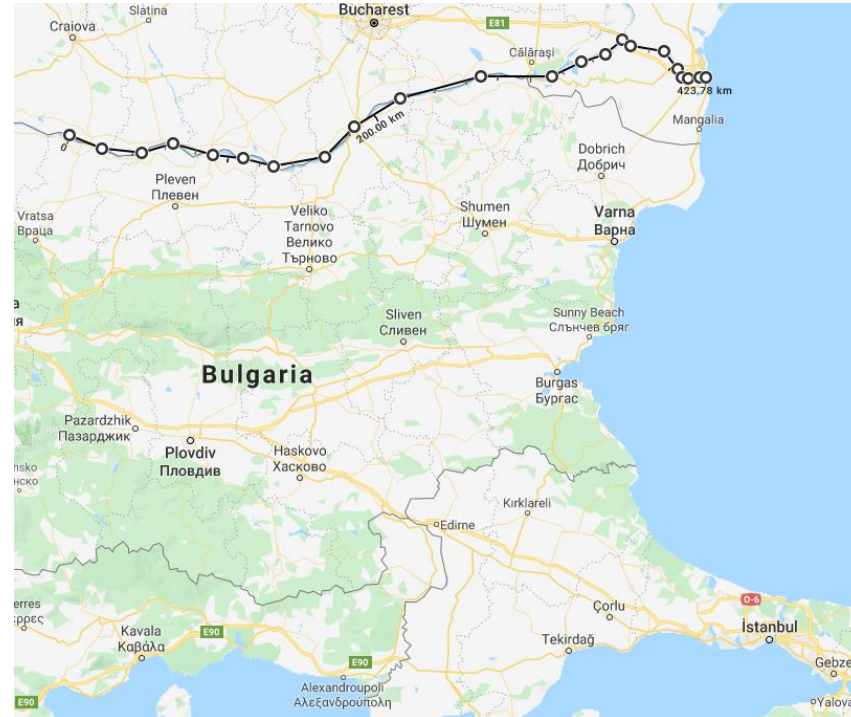 Slatina
Bucharest
Craiova
E81
Călărași
423.78 km
200.00 km
0
Mangalia
Dobrich
Добрич
Pleven
Плевен
Vratsa
Враца
Veliko
Tarnovo
Велико
Търново
Shumen
Шумен
Varna
Варна
Sunny Beach
Слънчев бряг
Sliven
Сливен
Bulgaria
Burgas
Бургас
Pazardzhik
Пазарджик
Plovdiv
Пловдив
Haskovo
Хасково
Kırklareli
Edirne
O-6
Çorlu
İstanbul
Tekirdağ
Gebze
Yalova
Kavala
Καβάλα
E90
E90
E90
Alexandroupoli
Αλεξανδρούπολη